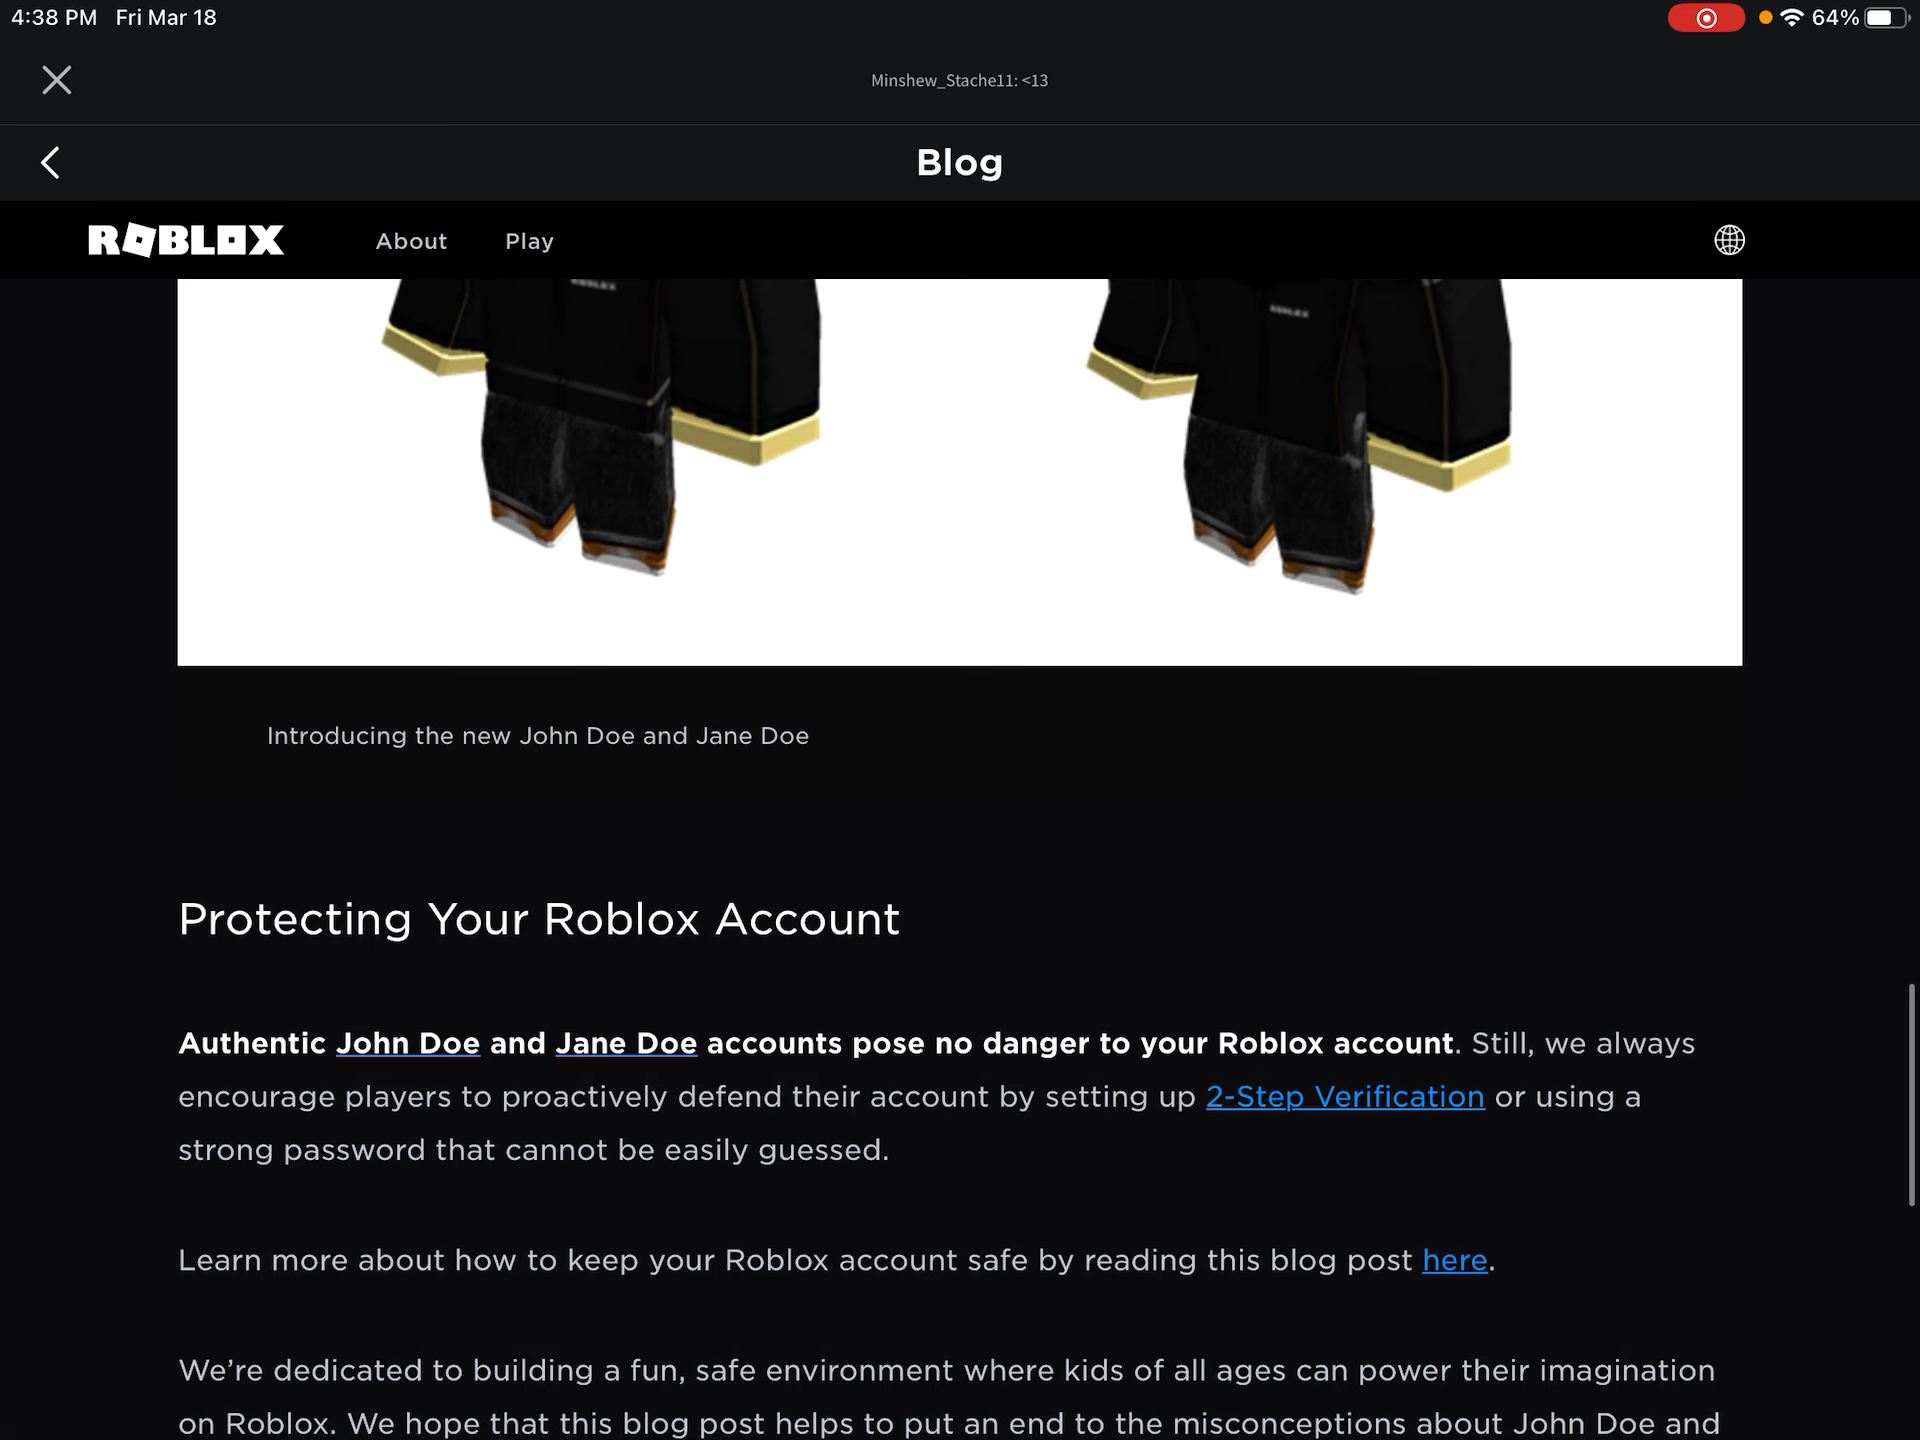 4:38 PM Fri Mar 18 64%
Minshew_Stache11: <13
Blog
ROBLOX About Play
ROBLOX ROBLOX
Introducing the new John Doe and Jane Doe
Protecting Your Roblox Account
Authentic John Doe and Jane Doe accounts pose no danger to your Roblox account. Still, we always
encourage players to proactively defend their account by setting up 2-Step Verification or using a
strong password that cannot be easily guessed.
Learn more about how to keep your Roblox account safe by reading this blog post here.
We’re dedicated to building a fun, safe environment where kids of all ages can power their imagination
on Roblox. We hope that this blog post helps to put an end to the misconceptions about John Doe and